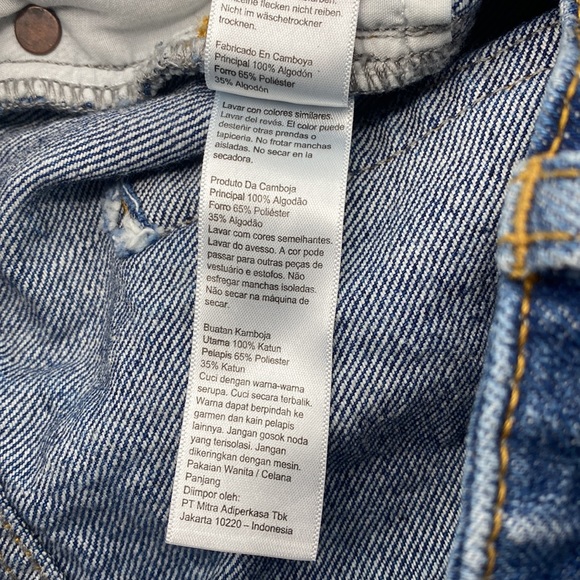 einzelne flecken nicht reiben.
Nicht im wäschetrockner
trocknen.
Fabricado En Camboya
Principal 100% Algodón
Forro 65% Poliéster
35% Algodón
Lavar con colores similares.
Lavar del revés. El color puede
desteñir otras prendas o
tapicería. No frotar manchas
aisladas. No secar en la
secadora.
Produto Da Camboja
Principal 100% Algodão
Forro 65% Poliéster
35% Algodão
Lavar com cores semelhantes.
Lavar do avesso. A cor pode
passar para outras peças de
vestuário e estofos. Não
esfregar manchas isoladas.
Não secar na máquina de
secar.
Buatan Kamboja
Utama 100% Katun
Pelapis 65% Poliester
35% Katun
Cuci dengan warna-warna
serupa. Cuci secara terbalik.
Warna dapat berpindah ke
garmen dan kain pelapis
lainnya. Jangan gosok noda
yang terisolasi. Jangan
dikeringkan dengan mesin.
Pakaian Wanita / Celana
Panjang
Diimpor oleh:
PT Mitra Adiperkasa Tbk
Jakarta 10220 – Indonesia